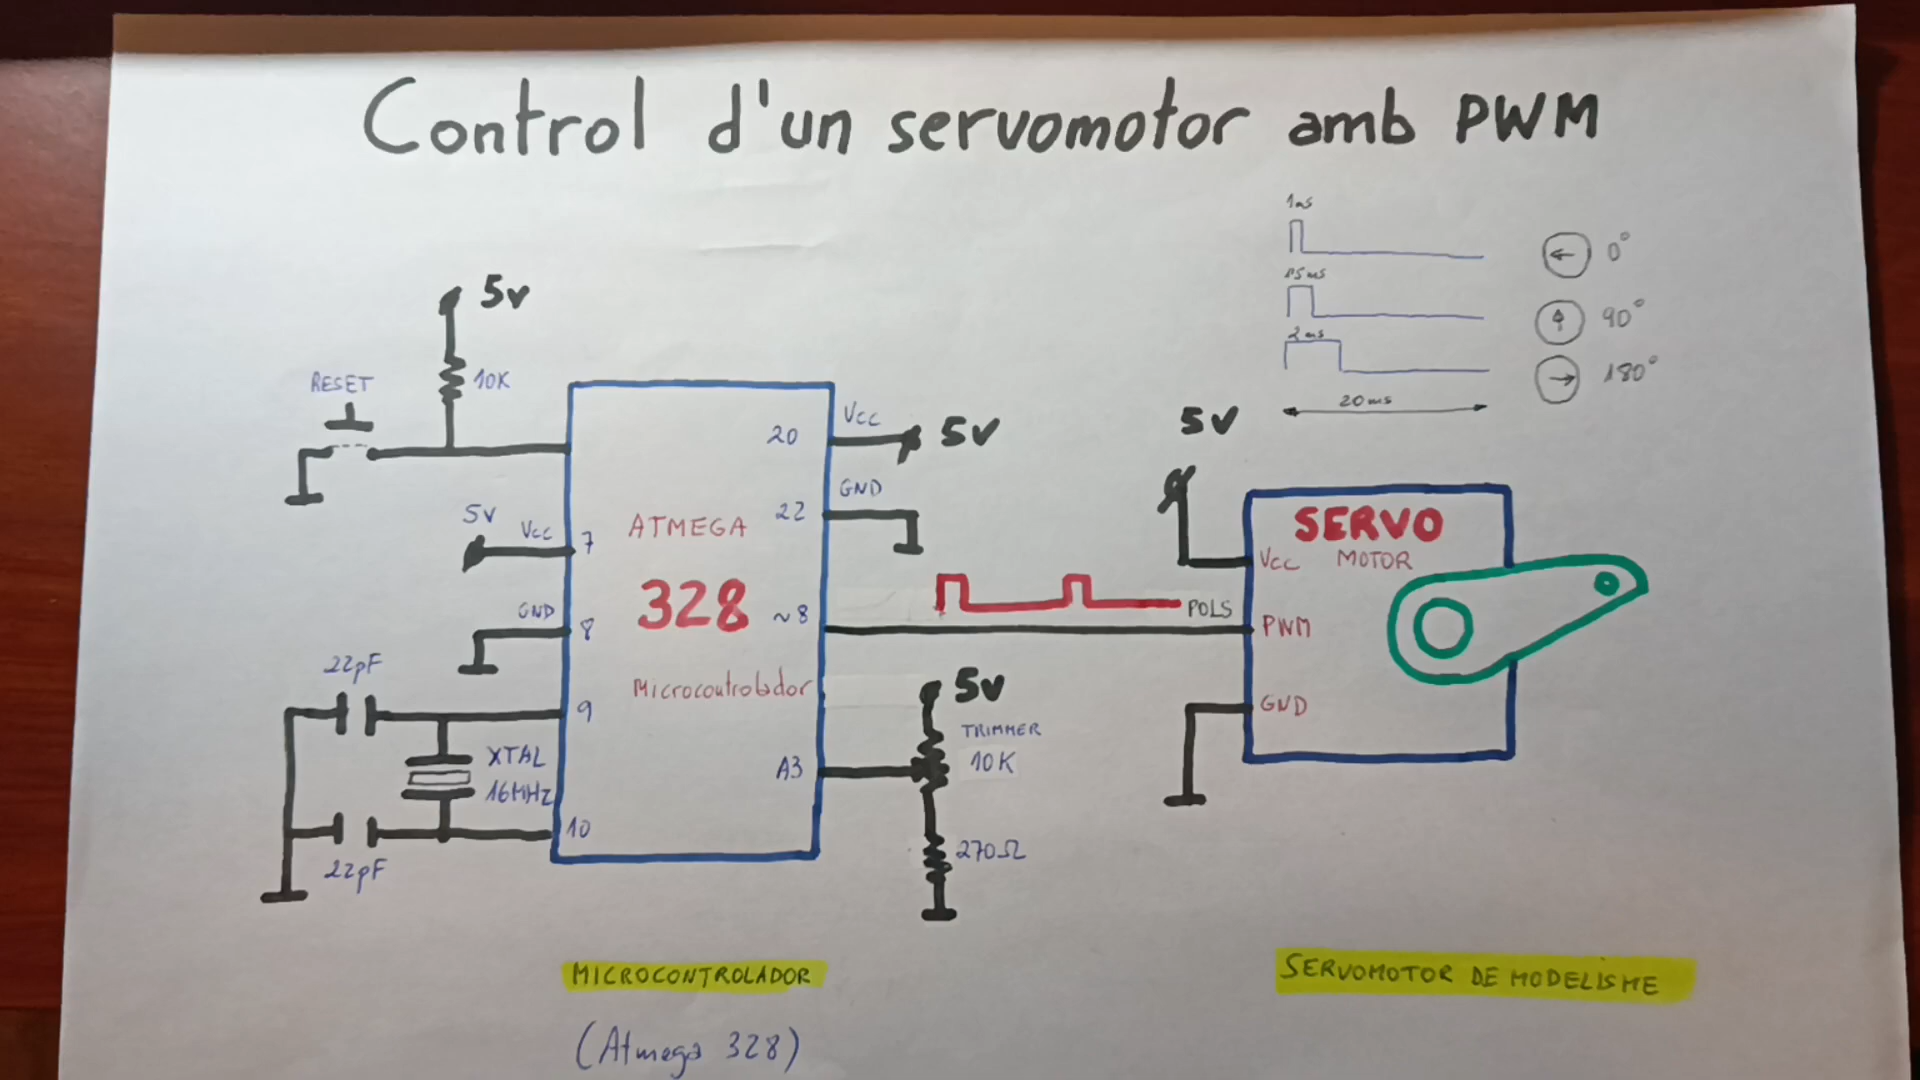 Control d'un servomotor amb PWM
1ms
0°
1'5ms
90°
2ms
180°
20ms
5v
10K
RESET
20
Vcc
5v
5v
GND
22
5V
Vcc
7
ATMEGA
328
Microcontrolador
GND
8
~8
POLS
SERVO
MOTOR
Vcc
PWM
GND
22pF
9
XTAL
16MHz
10
22pF
A3
5v
TRIMMER
10K
270Ω
MICROCONTROLADOR
(Atmega 328)
SERVOMOTOR DE MODELISME